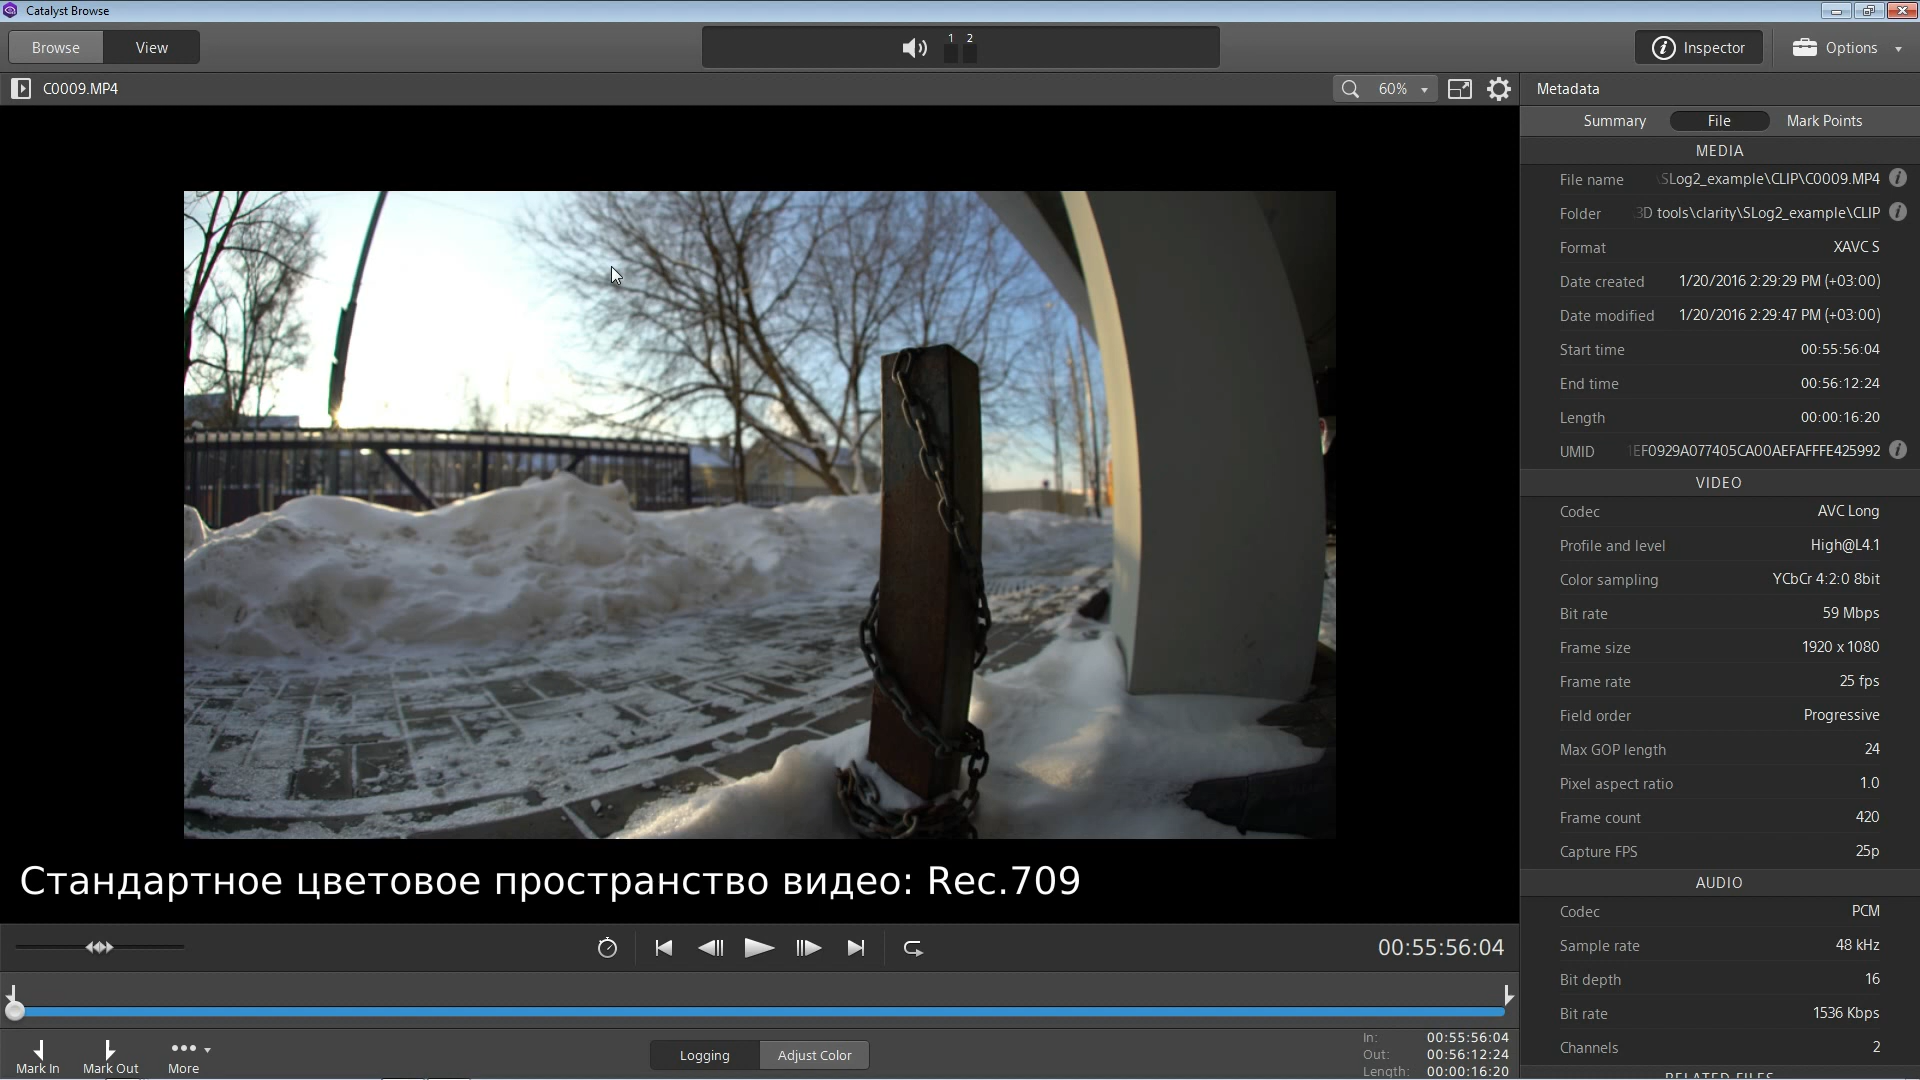 Catalyst Browse
Browse View
1 2
Inspector Options
C0009.MP4
60%
Metadata
Summary File Mark Points
MEDIA
File name \SLog2_example\CLIP\C0009.MP4
Folder 3D tools\clarity\SLog2_example\CLIP
Format XAVC S
Date created 1/20/2016 2:29:29 PM (+03:00)
Date modified 1/20/2016 2:29:47 PM (+03:00)
Start time 00:55:56:04
End time 00:56:12:24
Length 00:00:16:20
UMID 1EF0929A077405CA00AEFAFFFE425992
VIDEO
Codec AVC Long
Profile and level High@L4.1
Color sampling YCbCr 4:2:0 8bit
Bit rate 59 Mbps
Frame size 1920 x 1080
Frame rate 25 fps
Field order Progressive
Max GOP length 24
Pixel aspect ratio 1.0
Frame count 420
Capture FPS 25p
AUDIO
Codec PCM
Sample rate 48 kHz
Bit depth 16
Bit rate 1536 Kbps
Channels 2
RELATED FILES
Стандартное цветовое пространство видео: Rec.709
00:55:56:04
Mark In Mark Out More
Logging Adjust Color
In: 00:55:56:04
Out: 00:56:12:24
Length: 00:00:16:20